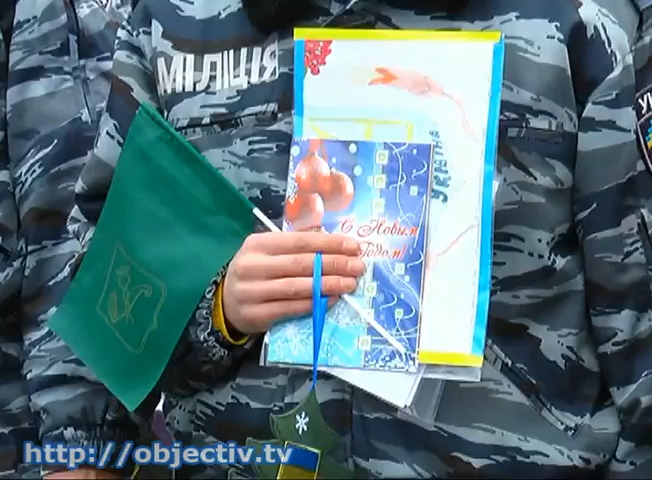 МІЛІЦІЯ
УКРАЇНА
С Новым
Годом!
http://objectiv.tv